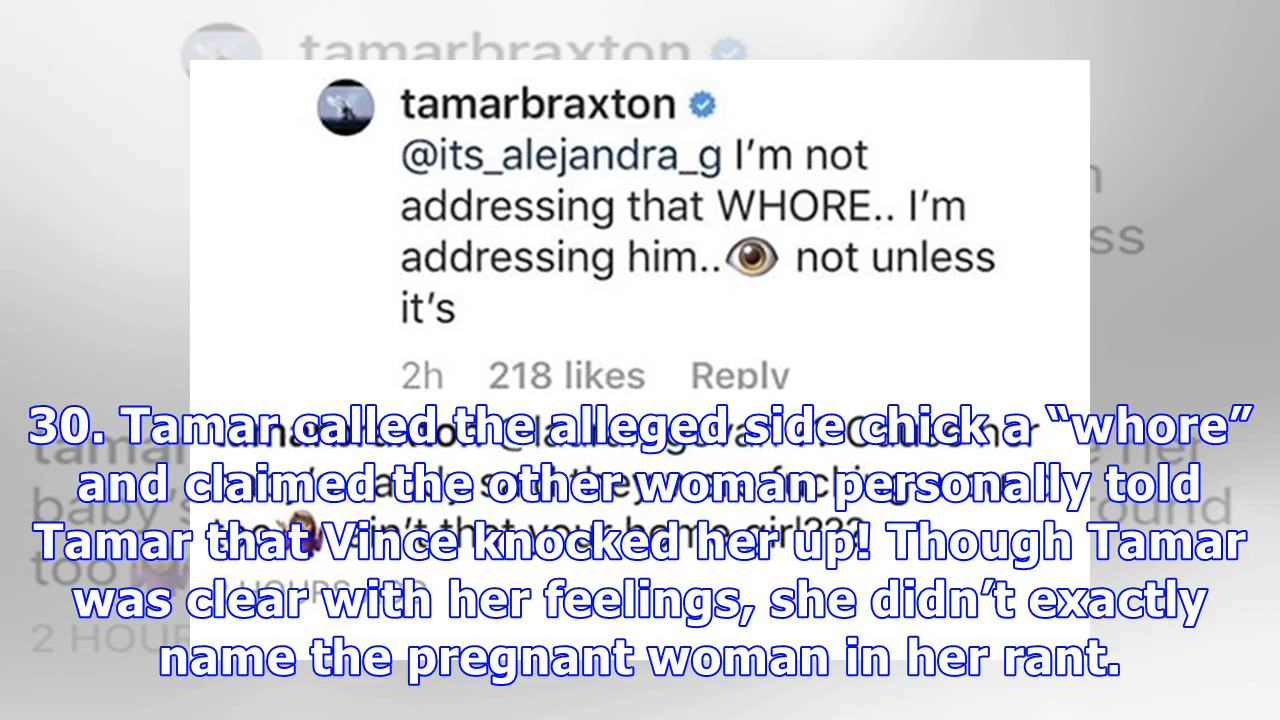 tamarbraxton
tamarbraxton
@its_alejandra_g I’m not
addressing that WHORE.. I’m
addressing him..👁 not unless
it’s
2h 218 likes Reply
30. Tamar called the alleged side chick a “whore”
and claimed the other woman personally told
Tamar that Vince knocked her up! Though Tamar
was clear with her feelings, she didn’t exactly
name the pregnant woman in her rant.